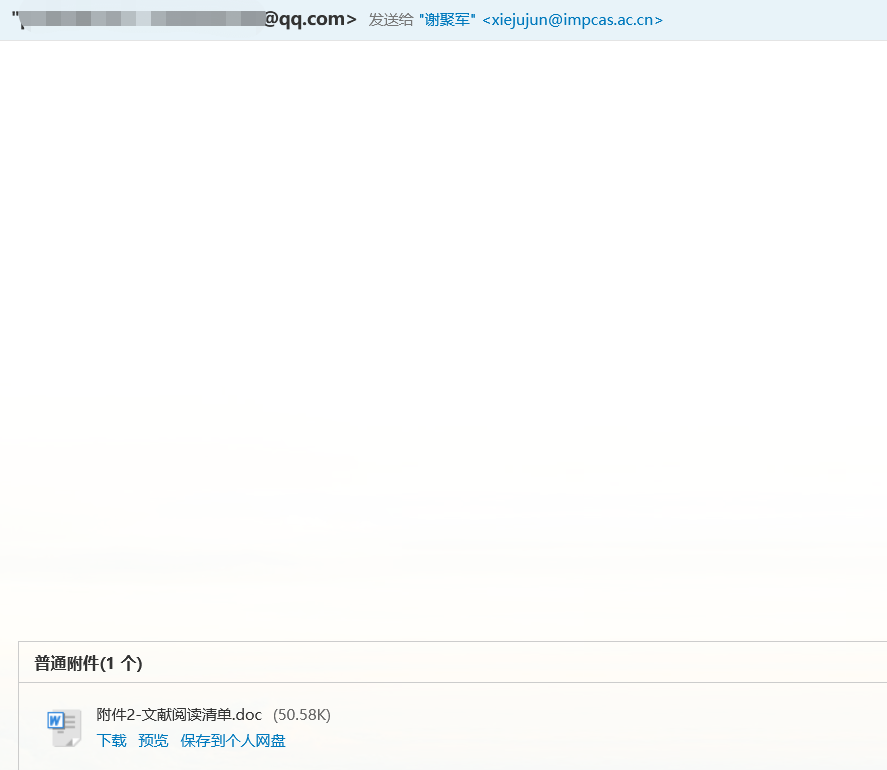 @qq.com> 发送给 "谢聚军" <xiejujun@impcas.ac.cn>
普通附件(1 个)
附件2-文献阅读清单.doc (50.58K)
下载 预览 保存到个人网盘